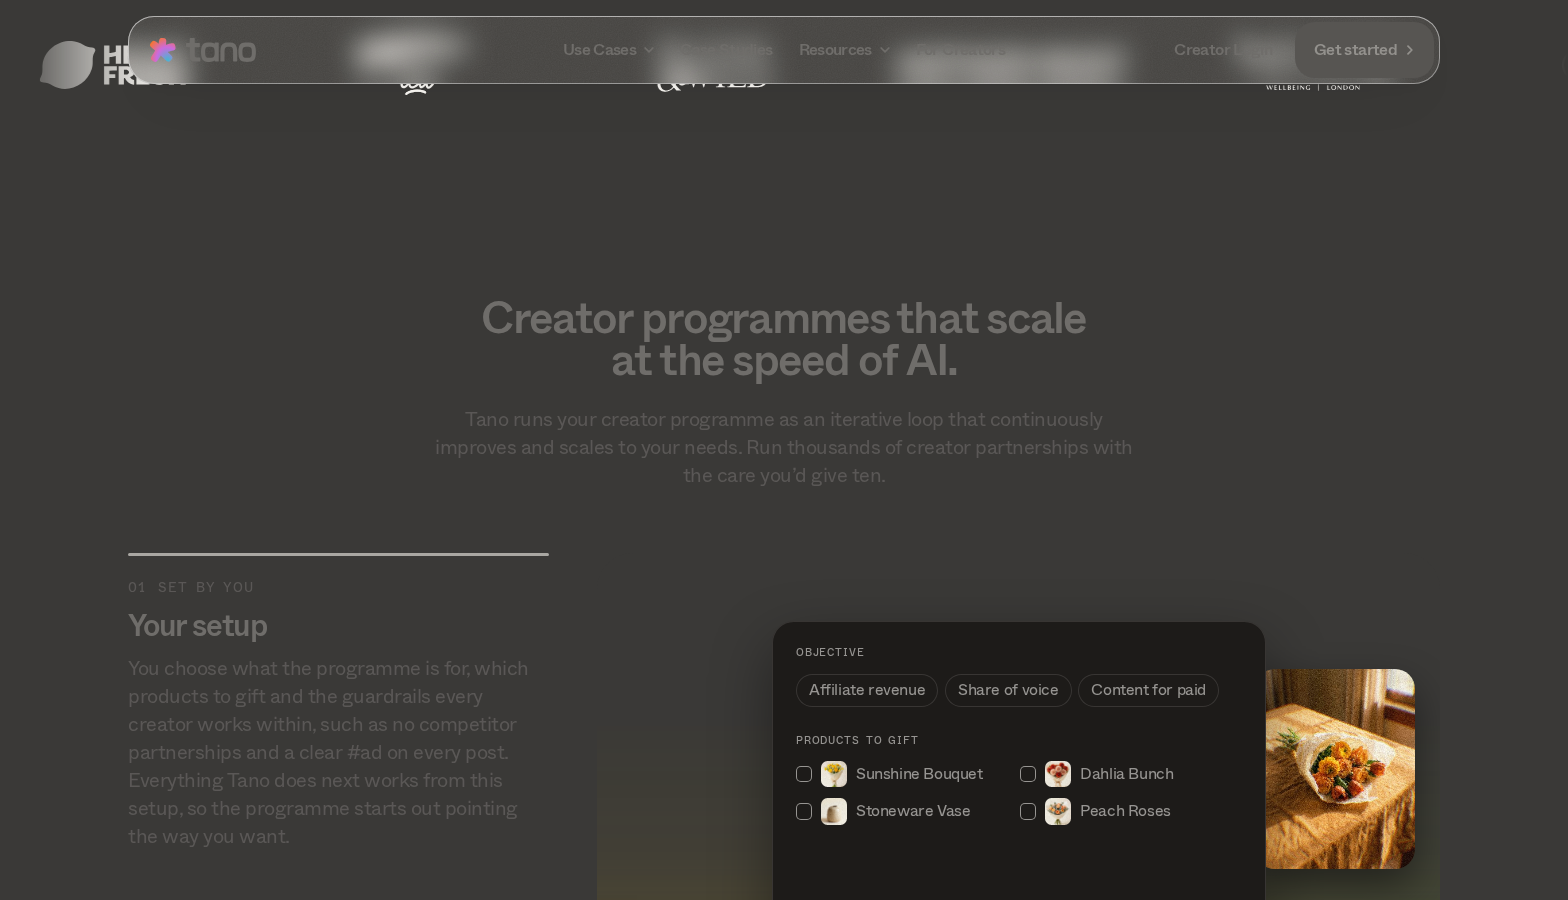 tano
Use Cases
Resources
For Creators
Creator Login
Get started
&WILD
WELLBEING | LONDON
Creator programmes that scale
at the speed of AI.
Tano runs your creator programme as an iterative loop that continuously
improves and scales to your needs. Run thousands of creator partnerships with
the care you’d give ten.
01 SET BY YOU
Your setup
You choose what the programme is for, which
products to gift and the guardrails every
creator works within, such as no competitor
partnerships and a clear #ad on every post.
Everything Tano does next works from this
setup, so the programme starts out pointing
the way you want.
OBJECTIVE
Affiliate revenue
Share of voice
Content for paid
PRODUCTS TO GIFT
Sunshine Bouquet
Dahlia Bunch
Stoneware Vase
Peach Roses